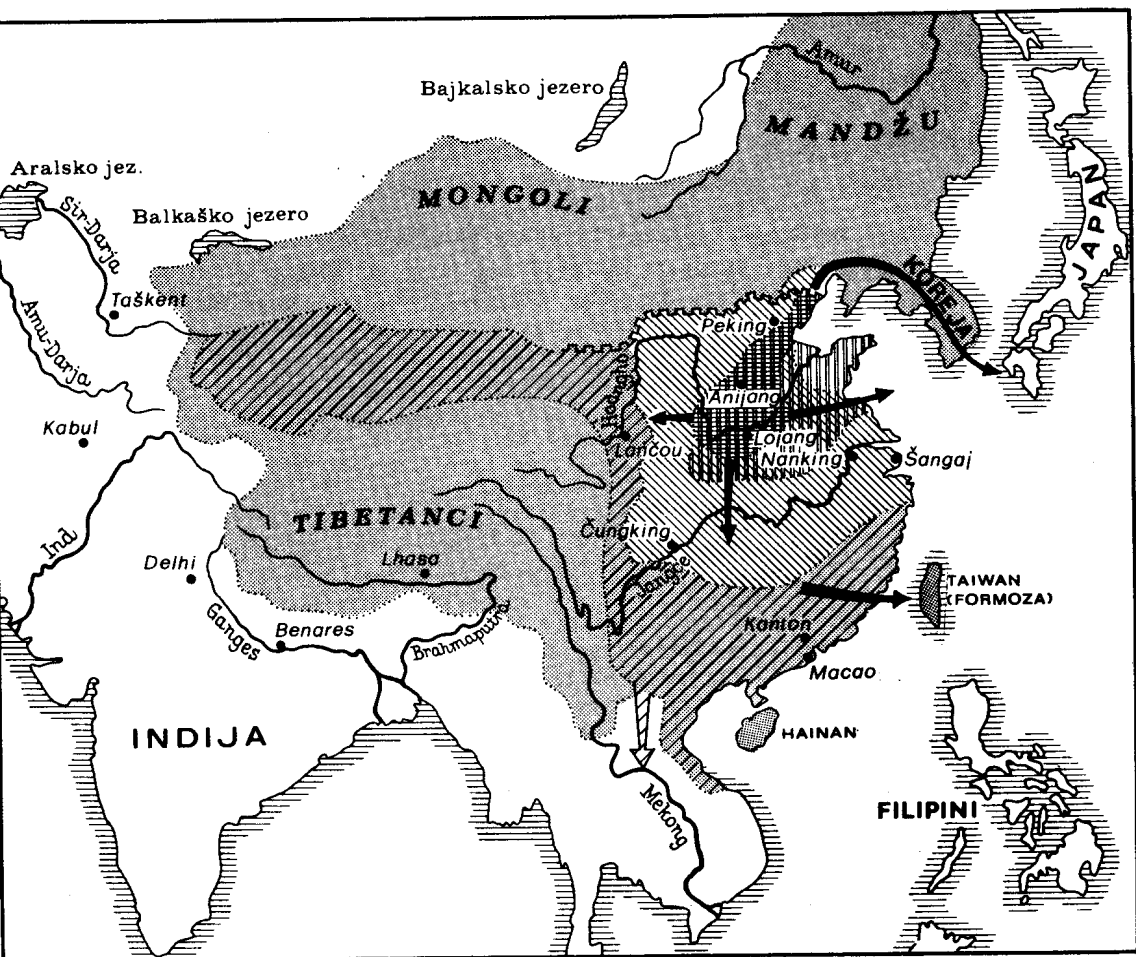 Amur
Bajkalsko jezero
MANDŽU
Aralsko jez.
MONGOLI
Sir-Darja
Balkaško jezero
JAPAN
KOREJA
Taškent
Peking
Amu-Darja
Anijang
Kabul
Lojang
Lančou
Nanking
Šangaj
TIBETANCI
Čungking
Ind
Delhi
Lhasa
Jangce
TAIWAN
(FORMOZA)
Ganges
Benares
Brahmaputra
Kanton
Macao
INDIJA
HAINAN
Mekong
FILIPINI